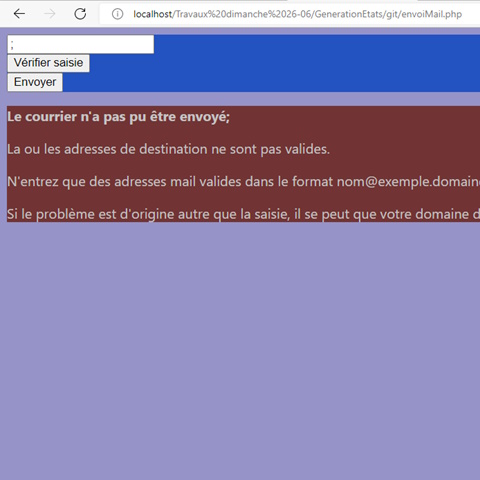 localhost/Travaux%20dimanche%2026-06/GenerationEtats/git/envoiMail.php
;
Vérifier saisie
Envoyer
Le courrier n'a pas pu être envoyé;
La ou les adresses de destination ne sont pas valides.
N'entrez que des adresses mail valides dans le format nom@exemple.domaine
Si le problème est d'origine autre que la saisie, il se peut que votre domaine d